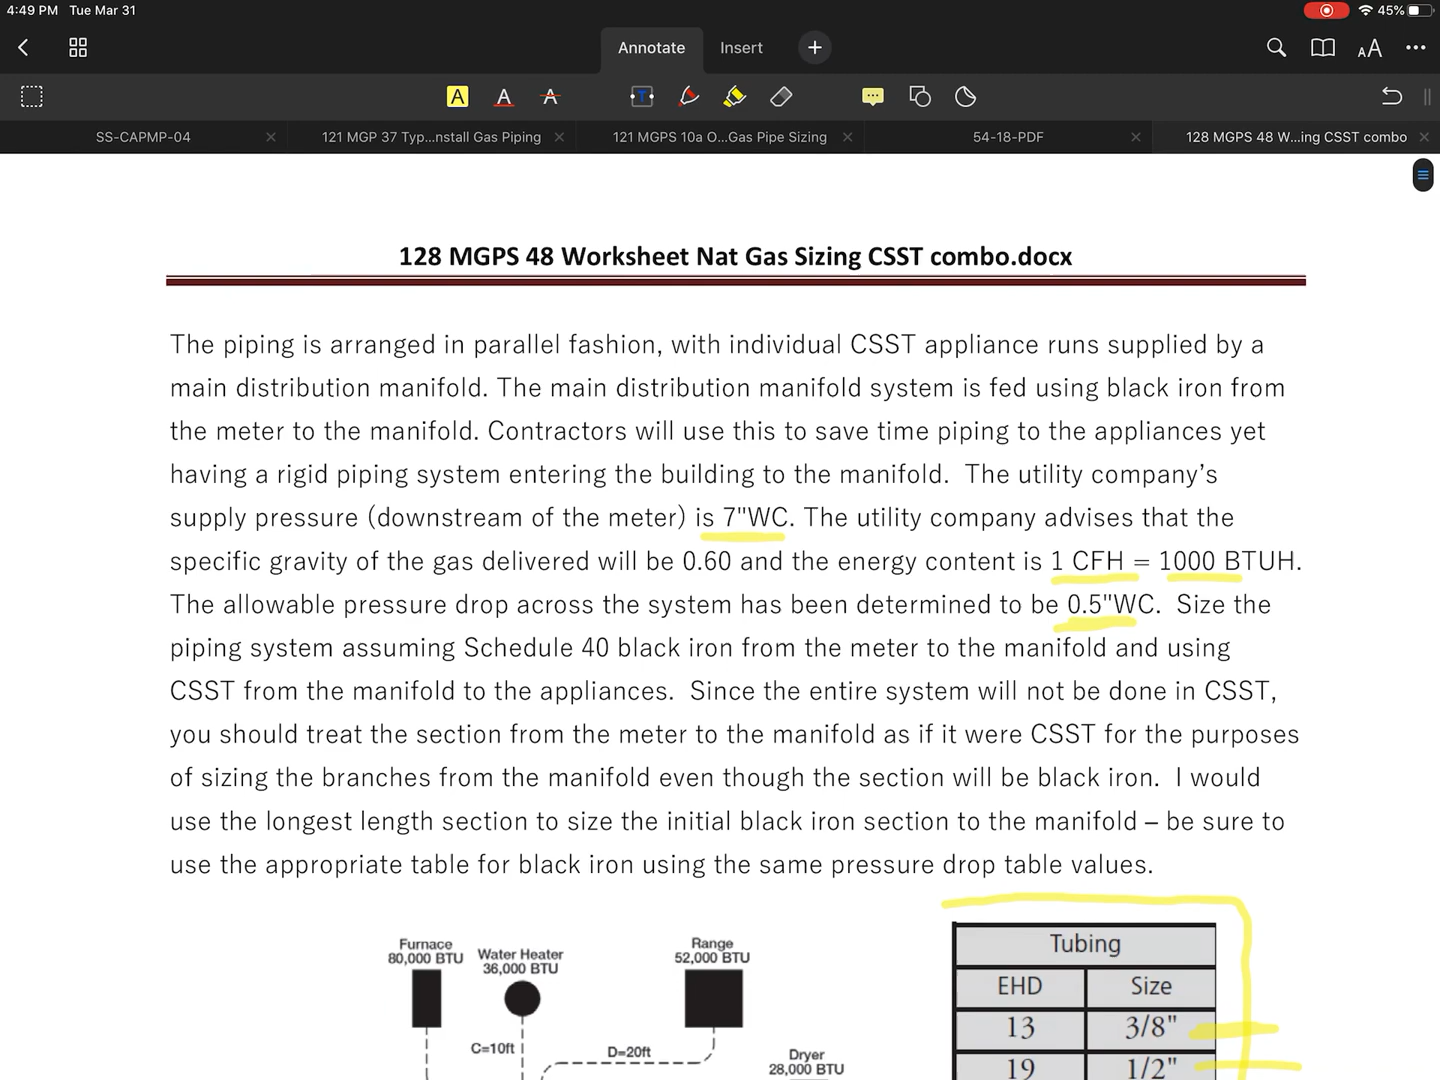 4:49 PM Tue Mar 31
45%
Annotate
Insert
AA
A
A
A
T
SS-CAPMP-04
121 MGP 37 Typ...nstall Gas Piping
121 MGPS 10a O...Gas Pipe Sizing
54-18-PDF
128 MGPS 48 W...ing CSST combo
128 MGPS 48 Worksheet Nat Gas Sizing CSST combo.docx
The piping is arranged in parallel fashion, with individual CSST appliance runs supplied by a
main distribution manifold. The main distribution manifold system is fed using black iron from
the meter to the manifold. Contractors will use this to save time piping to the appliances yet
having a rigid piping system entering the building to the manifold. The utility company's
supply pressure (downstream of the meter) is 7"WC. The utility company advises that the
specific gravity of the gas delivered will be 0.60 and the energy content is 1 CFH = 1000 BTUH.
The allowable pressure drop across the system has been determined to be 0.5"WC. Size the
piping system assuming Schedule 40 black iron from the meter to the manifold and using
CSST from the manifold to the appliances. Since the entire system will not be done in CSST,
you should treat the section from the meter to the manifold as if it were CSST for the purposes
of sizing the branches from the manifold even though the section will be black iron. I would
use the longest length section to size the initial black iron section to the manifold – be sure to
use the appropriate table for black iron using the same pressure drop table values.
Furnace
80,000 BTU
Water Heater
36,000 BTU
Range
52,000 BTU
C=10ft
D=20ft
Dryer
28,000 BTU
Tubing
EHD Size
13 3/8"
19 1/2"